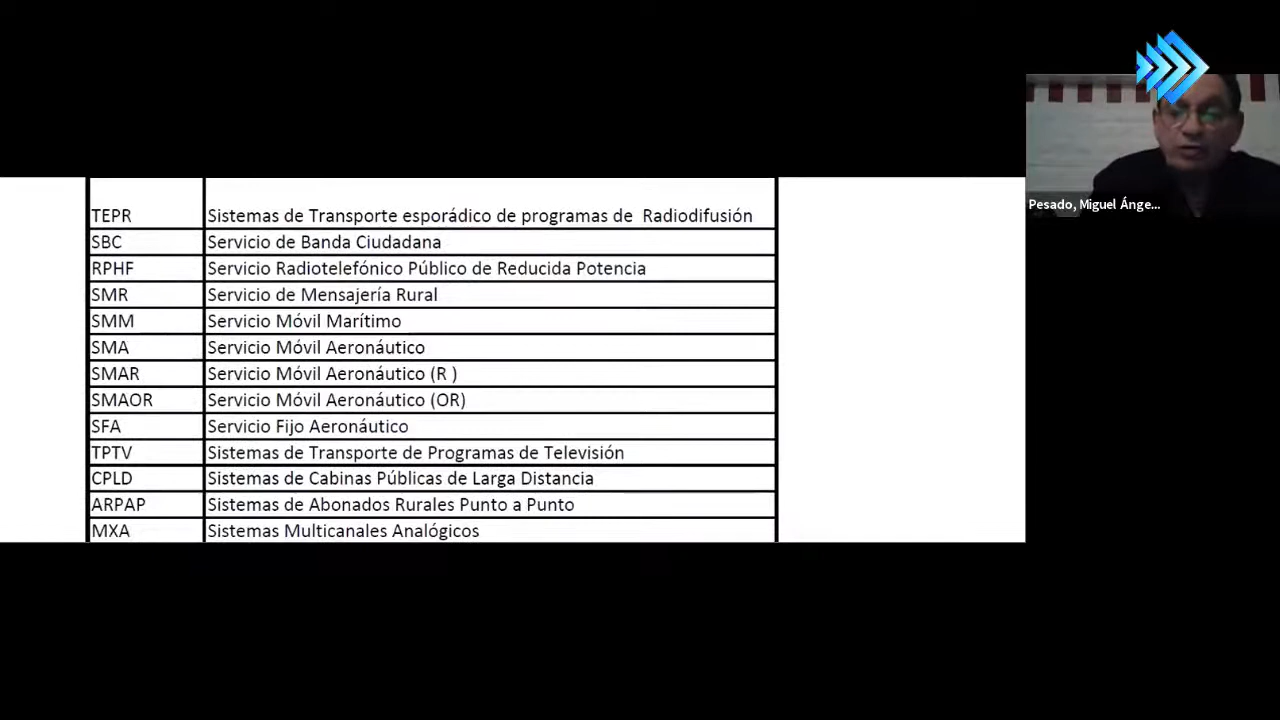 TEPR Sistemas de Transporte esporádico de programas de Radiodifusión
SBC Servicio de Banda Ciudadana
RPHF Servicio Radiotelefónico Público de Reducida Potencia
SMR Servicio de Mensajería Rural
SMM Servicio Móvil Marítimo
SMA Servicio Móvil Aeronáutico
SMAR Servicio Móvil Aeronáutico (R )
SMAOR Servicio Móvil Aeronáutico (OR)
SFA Servicio Fijo Aeronáutico
TPTV Sistemas de Transporte de Programas de Televisión
CPLD Sistemas de Cabinas Públicas de Larga Distancia
ARPAP Sistemas de Abonados Rurales Punto a Punto
MXA Sistemas Multicanales Analógicos
Pesado, Miguel Ánge...